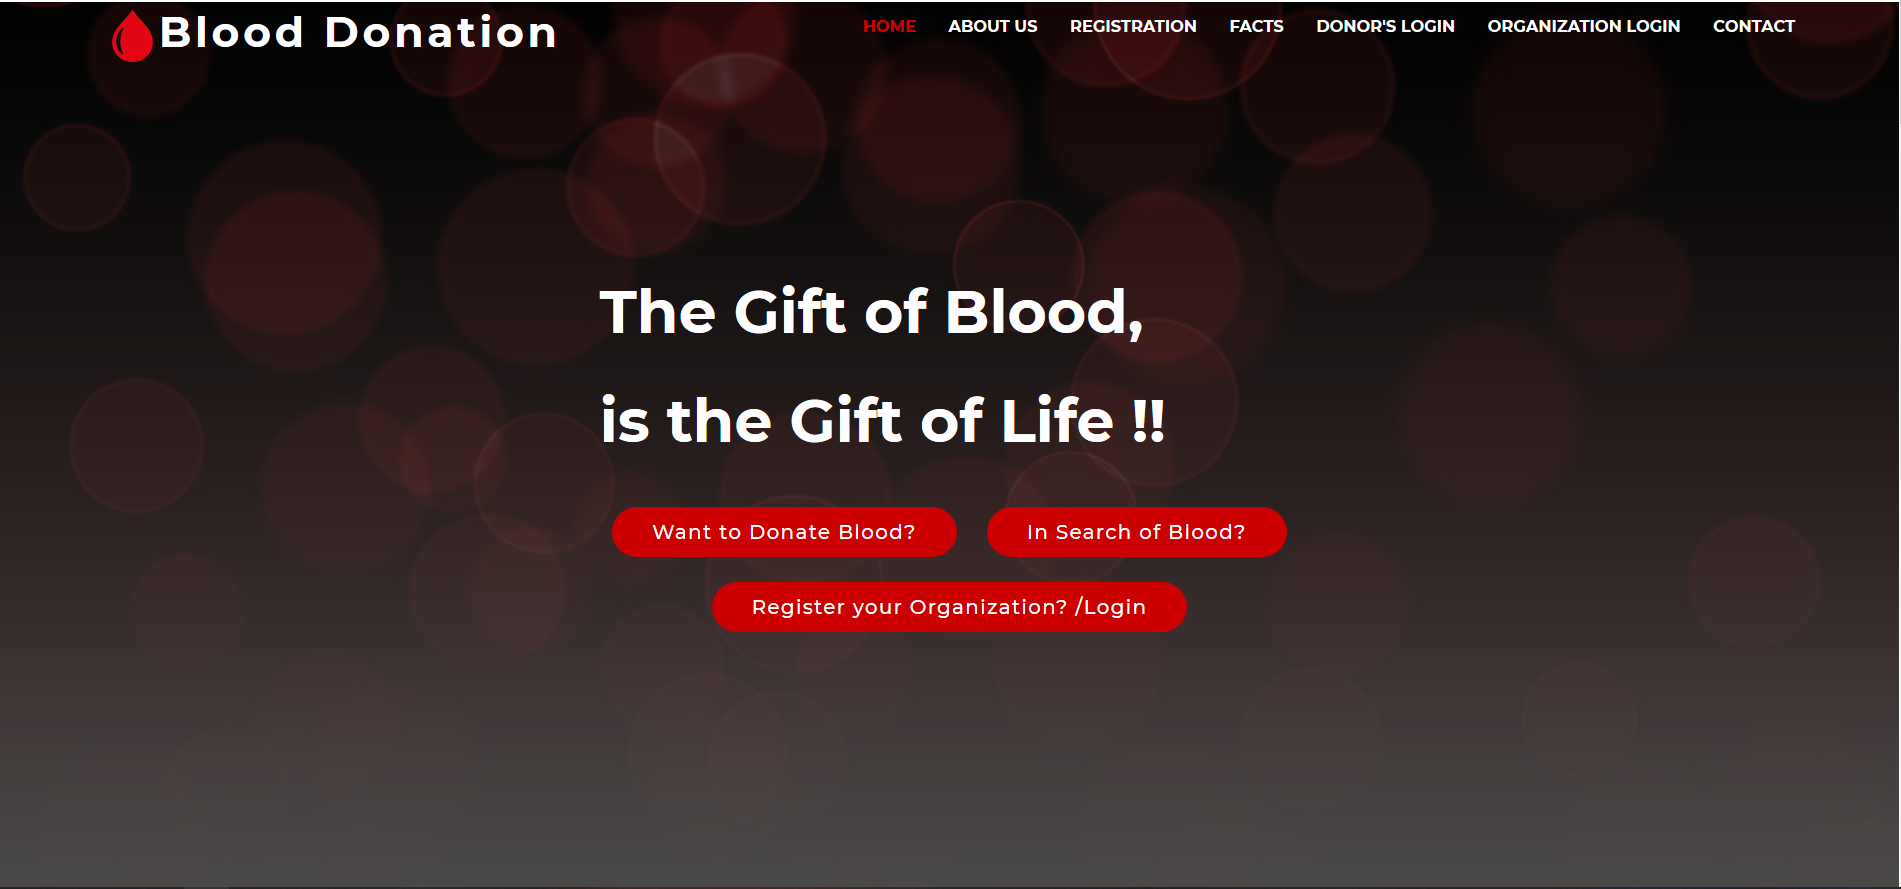 Blood Donation
HOME ABOUT US REGISTRATION FACTS DONOR'S LOGIN ORGANIZATION LOGIN CONTACT
The Gift of Blood,
is the Gift of Life !!
Want to Donate Blood? In Search of Blood?
Register your Organization? /Login